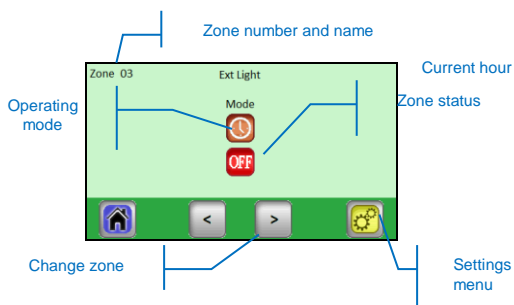 Zone number and name
Zone 03
Ext Light
Current hour
Operating
mode
Mode
Zone status
OFF
<
>
Change zone
Settings
menu